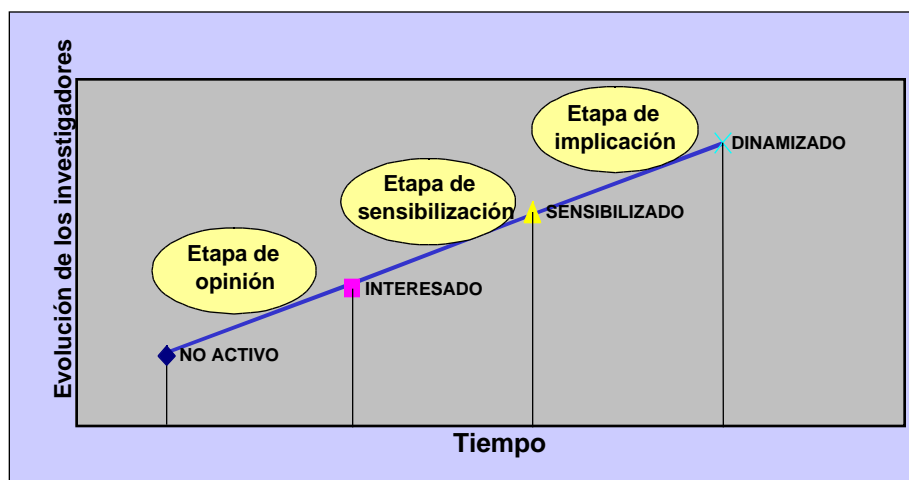 Evolución de los investigadores
Etapa de
implicación
DINAMIZADO
Etapa de
sensibilización
SENSIBILIZADO
Etapa de
opinión
INTERESADO
NO ACTIVO
Tiempo